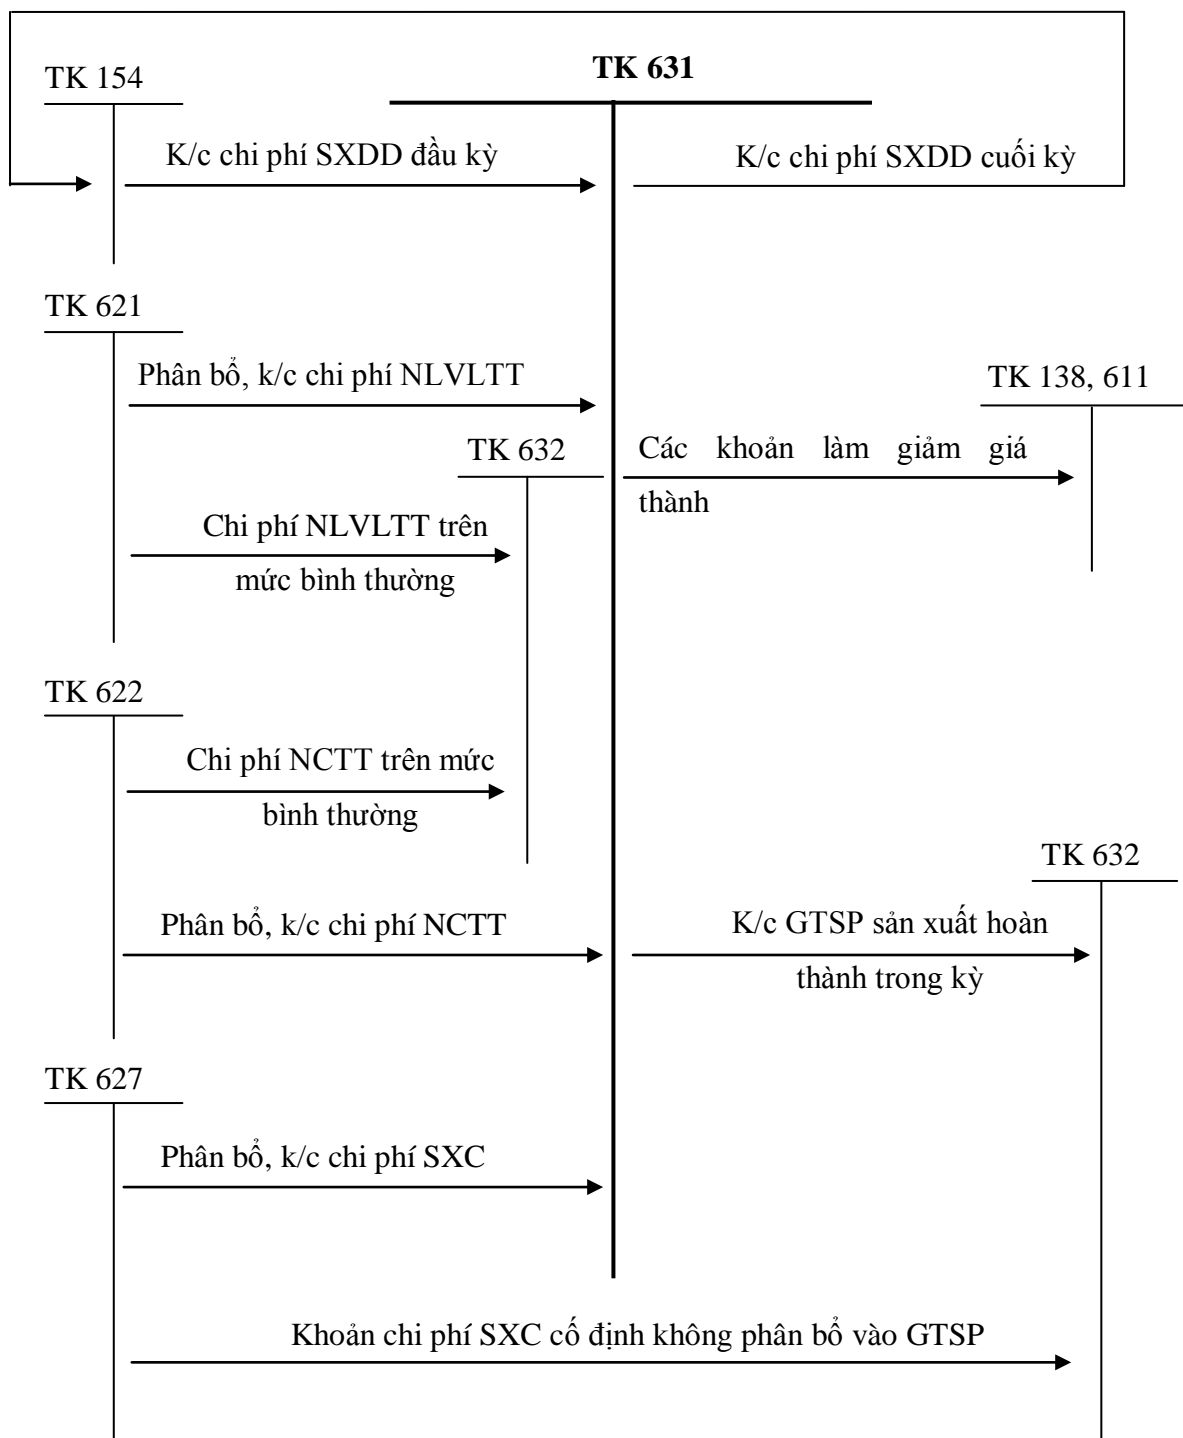 TK 154
TK 631
K/c chi phí SXDD đầu kỳ
K/c chi phí SXDD cuối kỳ
TK 621
Phân bổ, k/c chi phí NLVLTT
TK 138, 611
TK 632
Các khoản làm giảm giá
thành
Chi phí NLVLTT trên
mức bình thường
TK 622
Chi phí NCTT trên mức
bình thường
TK 632
Phân bổ, k/c chi phí NCTT
K/c GTSP sản xuất hoàn
thành trong kỳ
TK 627
Phân bổ, k/c chi phí SXC
Khoản chi phí SXC cố định không phân bổ vào GTSP